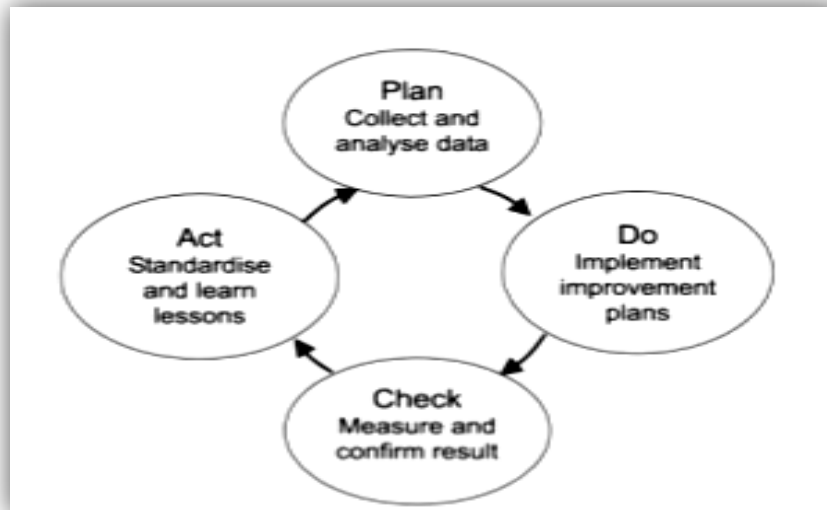 Plan
Collect and
analyse data
Do
Implement
improvement
plans
Check
Measure and
confirm result
Act
Standardise
and learn
lessons